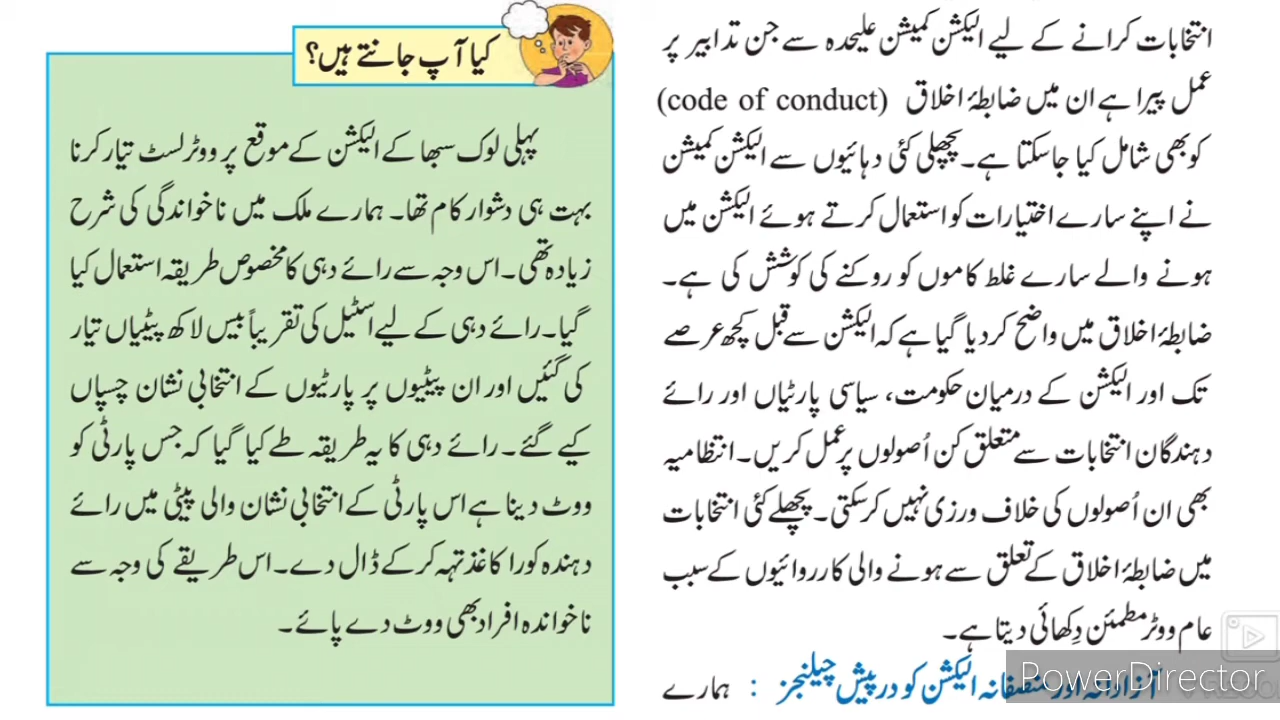 انتخابات کرانے کے لیے الیکشن کمیشن علیحدہ سے جن تدابیر پر
عمل پیرا ہے ان میں ضابطۂ اخلاق (code of conduct)
کو بھی شامل کیا جاسکتا ہے۔ پچھلی کئی دہائیوں سے الیکشن کمیشن
نے اپنے سارے اختیارات کو استعمال کرتے ہوئے الیکشن میں
ہونے والے سارے غلط کاموں کو روکنے کی کوشش کی ہے۔
ضابطۂ اخلاق میں واضح کردیا گیا ہے کہ الیکشن سے قبل کچھ عرصے
تک اور الیکشن کے درمیان حکومت، سیاسی پارٹیاں اور رائے
دہندگان انتخابات سے متعلق کن اُصولوں پر عمل کریں۔ انتظامیہ
بھی ان اُصولوں کی خلاف ورزی نہیں کرسکتی۔ پچھلے کئی انتخابات
میں ضابطۂ اخلاق کے تعلق سے ہونے والی کارروائیوں کے سبب
عام ووٹر مطمئن دِکھائی دیتا ہے۔
آزادانہ اور منصفانہ الیکشن کو درپیش چیلنجز : ہمارے
کیا آپ جانتے ہیں؟
پہلی لوک سبھا کے الیکشن کے موقع پر ووٹر لسٹ تیار کرنا
بہت ہی دشوار کام تھا۔ ہمارے ملک میں ناخواندگی کی شرح
زیادہ تھی۔ اس وجہ سے رائے دہی کا مخصوص طریقہ استعمال کیا
گیا۔ رائے دہی کے لیے اسٹیل کی تقریباً بیس لاکھ پیٹیاں تیار
کی گئیں اور ان پیٹیوں پر پارٹیوں کے انتخابی نشان چسپاں
کیے گئے۔ رائے دہی کا یہ طریقہ طے کیا گیا کہ جس پارٹی کو
ووٹ دینا ہے اس پارٹی کے انتخابی نشان والی پیٹی میں رائے
دہندہ کورا کاغذ تہہ کرکے ڈال دے۔ اس طریقے کی وجہ سے
ناخواندہ افراد بھی ووٹ دے پائے۔
PowerDirector